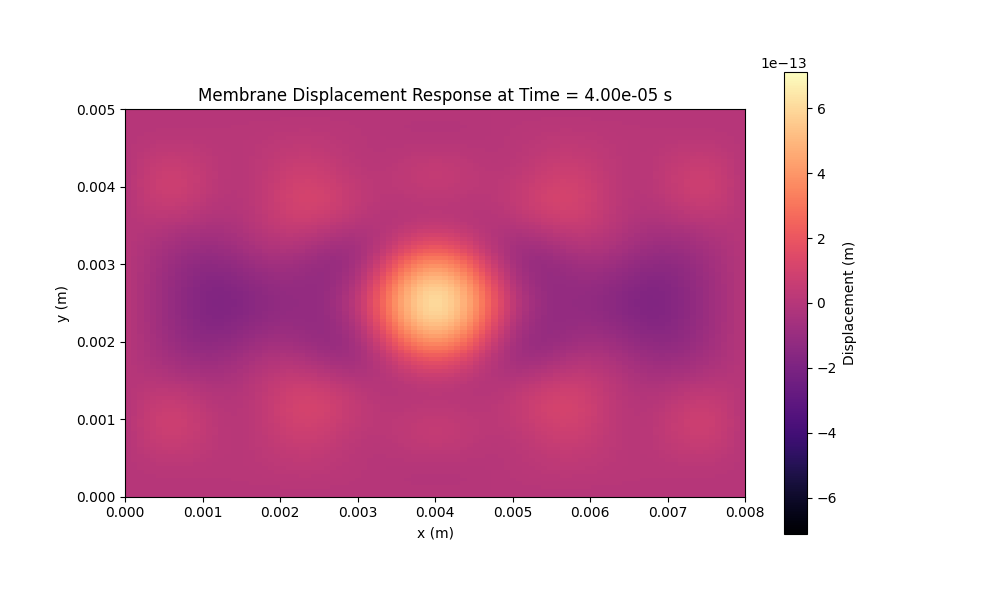 1e−13
Membrane Displacement Response at Time = 4.00e-05 s
0.005
0.004
0.003
0.002
0.001
0.000
y (m)
0.000 0.001 0.002 0.003 0.004 0.005 0.006 0.007 0.008
x (m)
6
4
2
0
−2
−4
−6
Displacement (m)